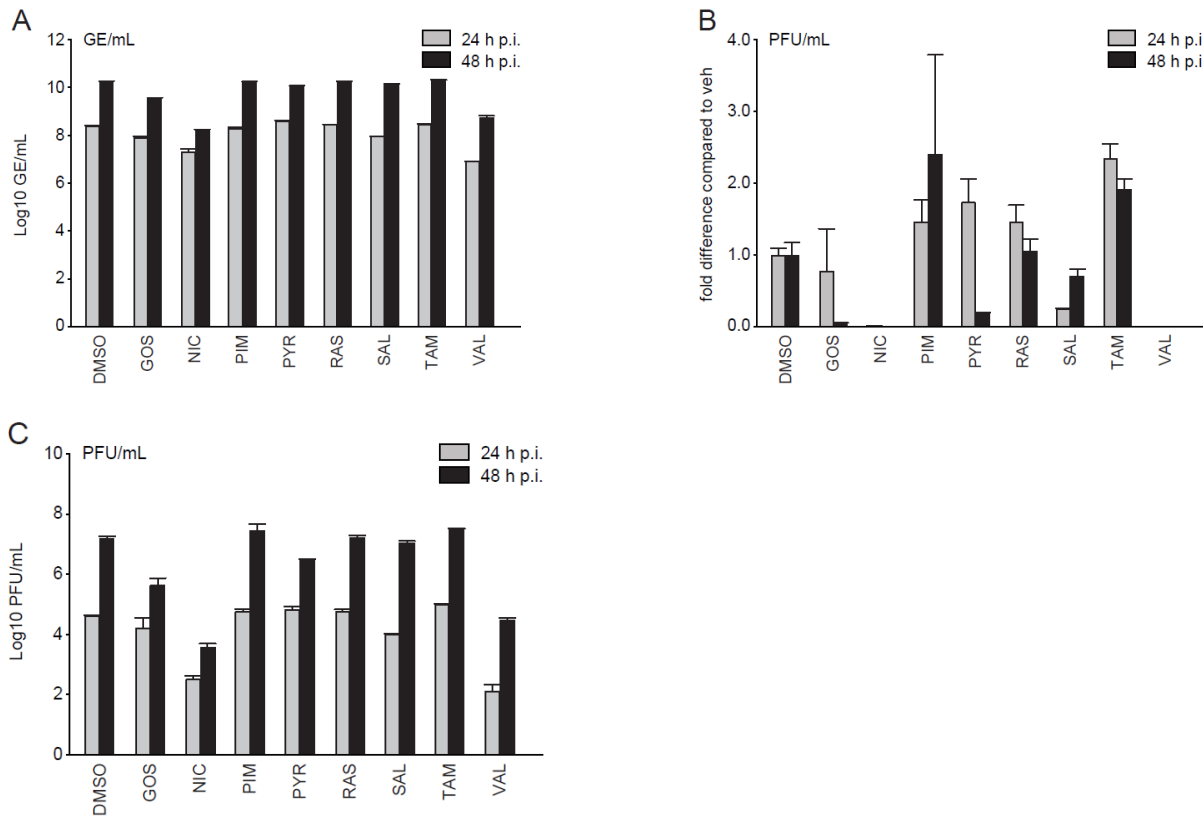 A
GE/mL
24 h p.i.
48 h p.i.
Log10 GE/mL
12
10
8
6
4
2
0
DMSO
GOS
NIC
PIM
PYR
RAS
SAL
TAM
VAL
B
PFU/mL
24 h p.i.
48 h p.i.
fold difference compared to veh
4.0
3.0
2.0
1.0
0.0
DMSO
GOS
NIC
PIM
PYR
RAS
SAL
TAM
VAL
C
PFU/mL
24 h p.i.
48 h p.i.
Log10 PFU/mL
10
8
6
4
2
0
DMSO
GOS
NIC
PIM
PYR
RAS
SAL
TAM
VAL